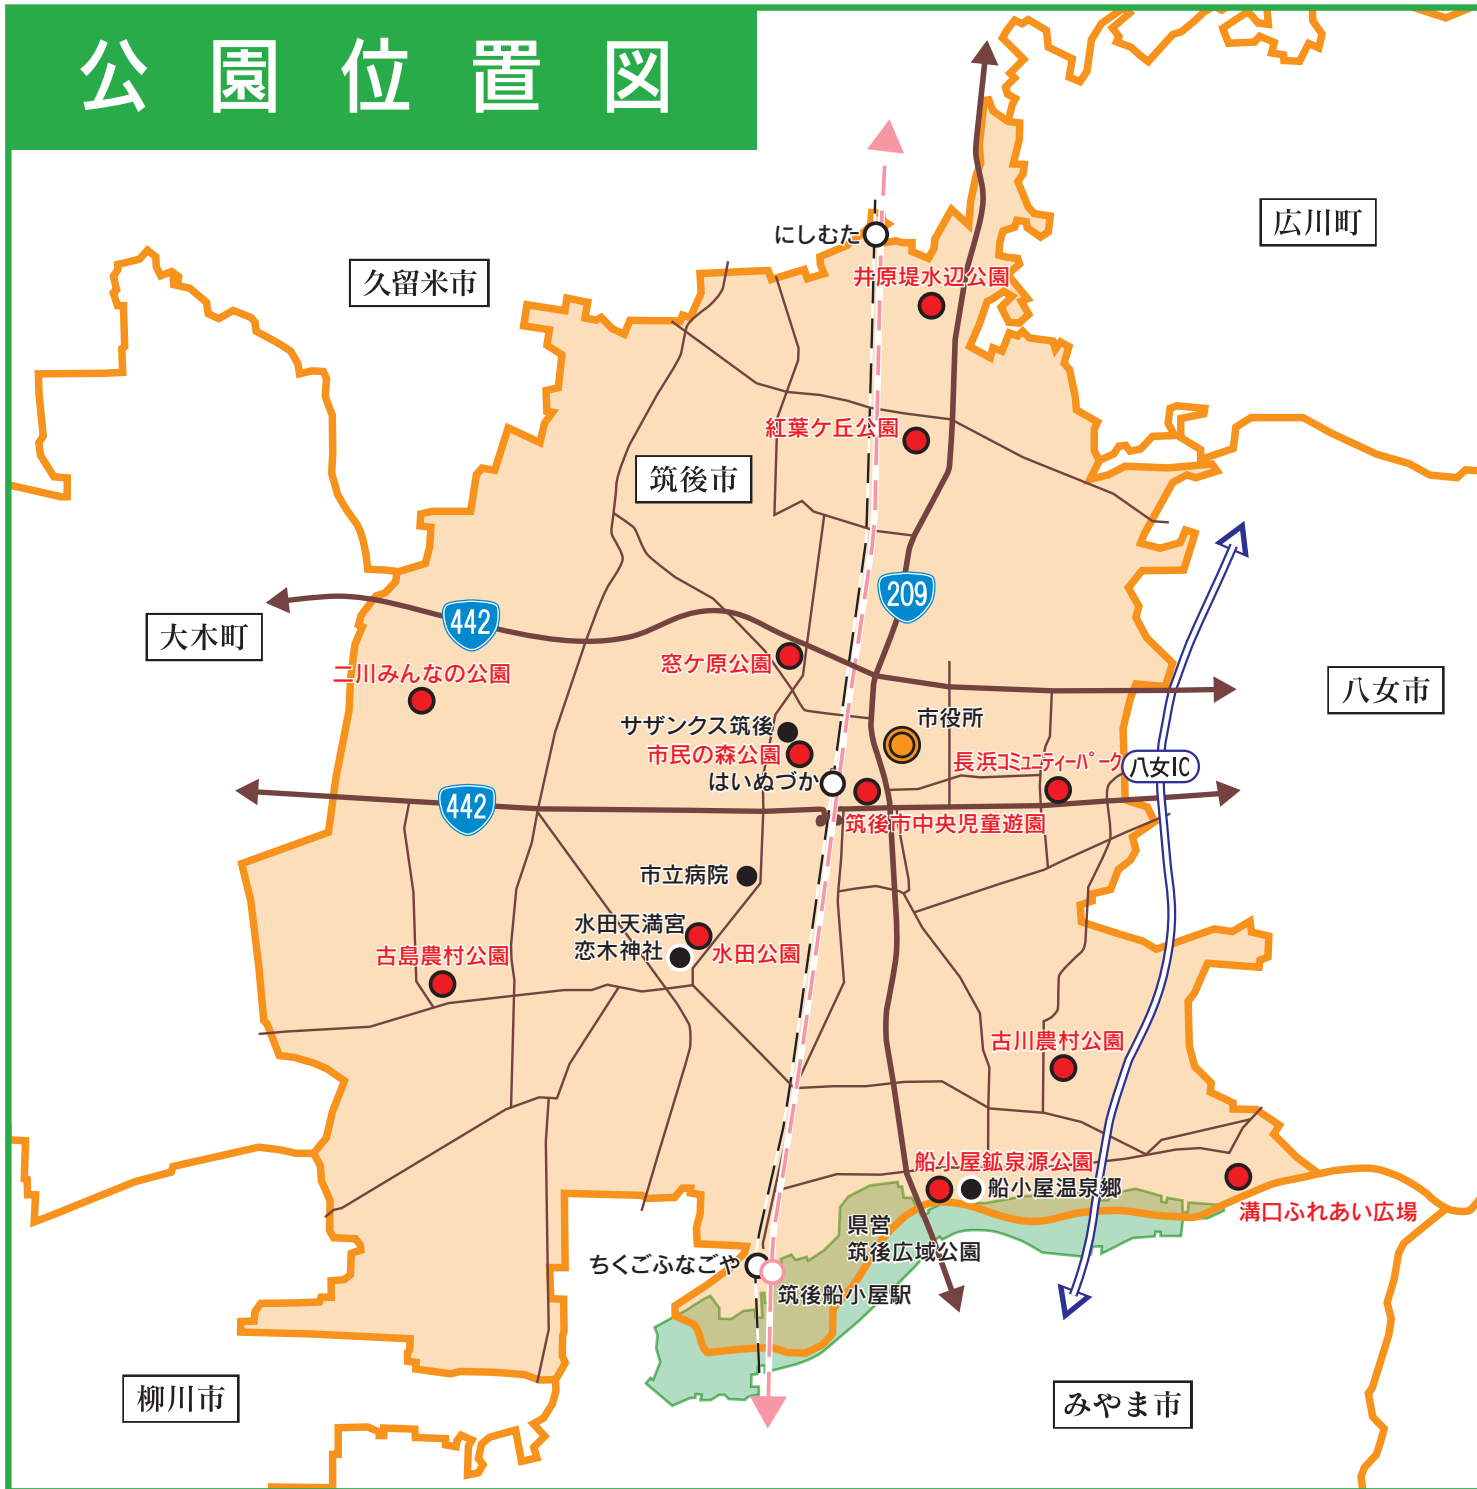 公園位置図
広川町
にしむた
久留米市
井原堤水辺公園
紅葉ケ丘公園
筑後市
209
442
大木町
窓ケ原公園
二川みんなの公園
八女市
サザンクス筑後
市役所
市民の森公園
長浜コミュニティーパーク
八女IC
はいぬづか
442
筑後市中央児童遊園
市立病院
水田天満宮
恋木神社
水田公園
古島農村公園
古川農村公園
船小屋鉱泉源公園
船小屋温泉郷
溝口ふれあい広場
県営
筑後広域公園
ちくごふなごや
筑後船小屋駅
柳川市
みやま市